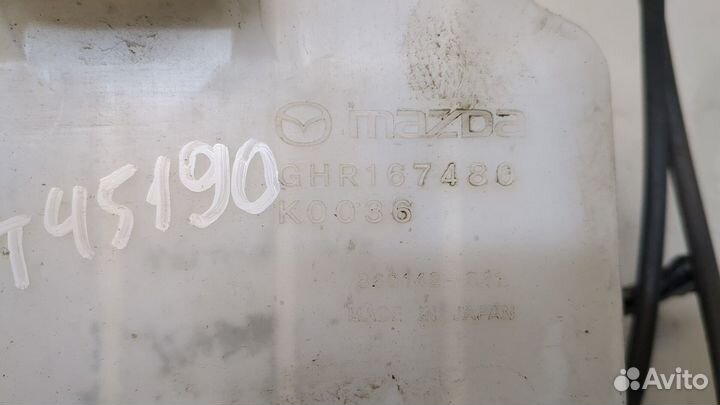 mazda
GHR167480
K0036
T45190
MADE IN JAPAN
Avito